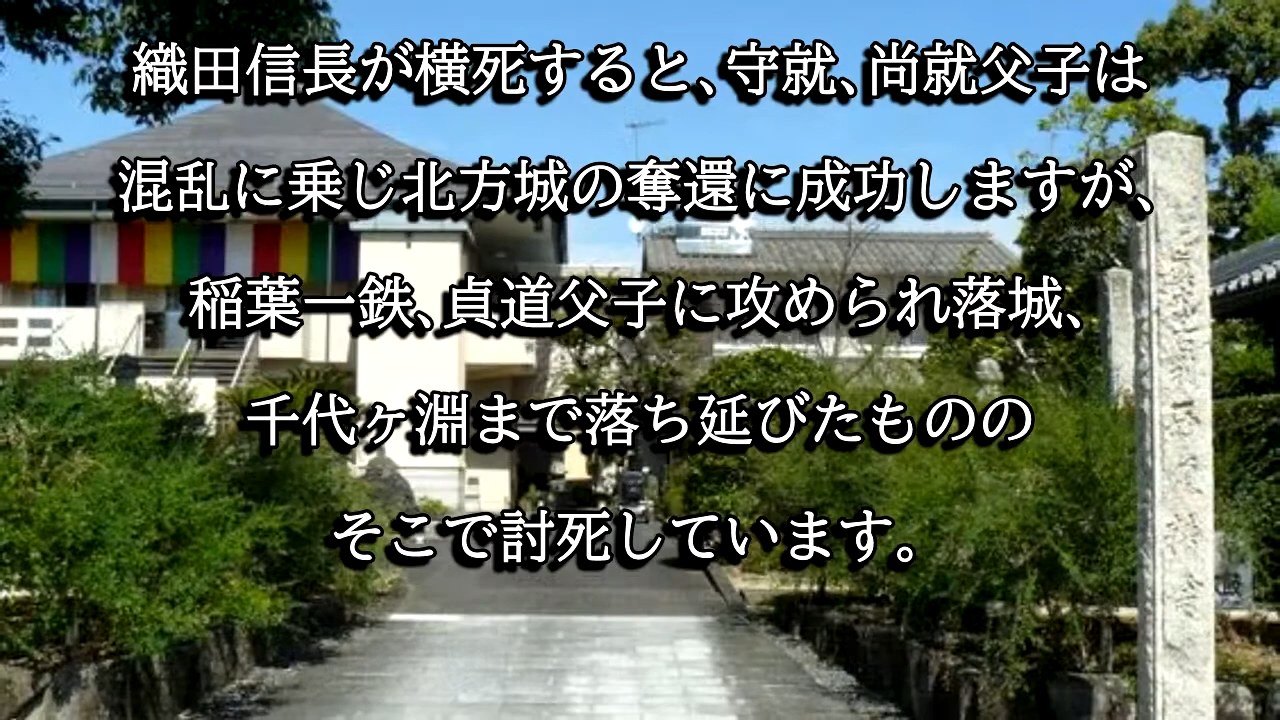 織田信長が横死すると、守就、尚就父子は
混乱に乗じ北方城の奪還に成功しますが、
稲葉一鉄、貞道父子に攻められ落城、
千代ヶ淵まで落ち延びたものの
そこで討死しています。